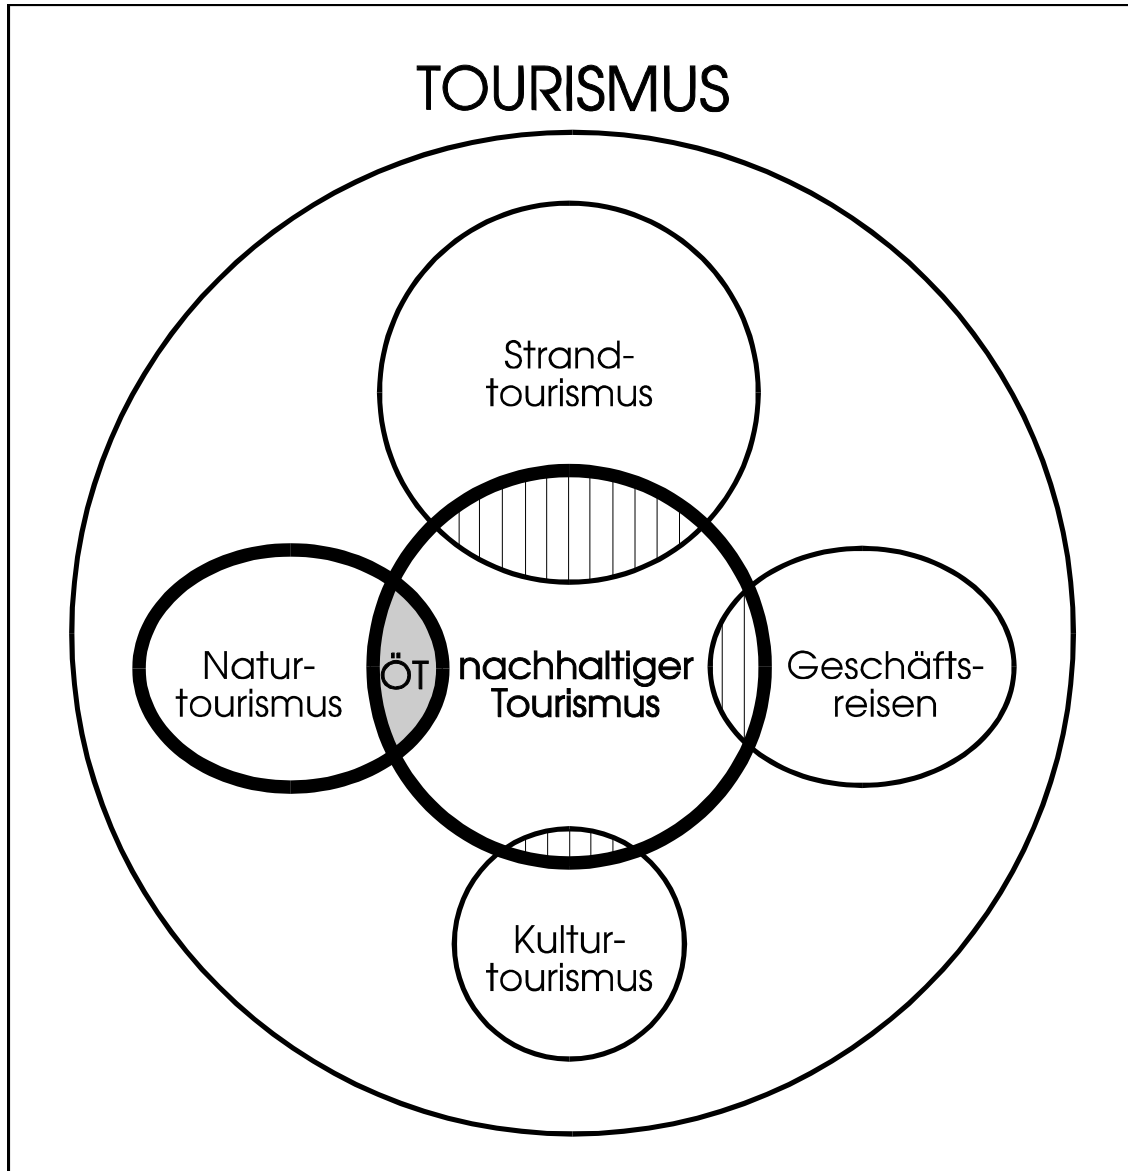 TOURISMUS
Strand-
tourismus
Natur-
tourismus
ÖT
nachhaltiger
Tourismus
Geschäfts-
reisen
Kultur-
tourismus